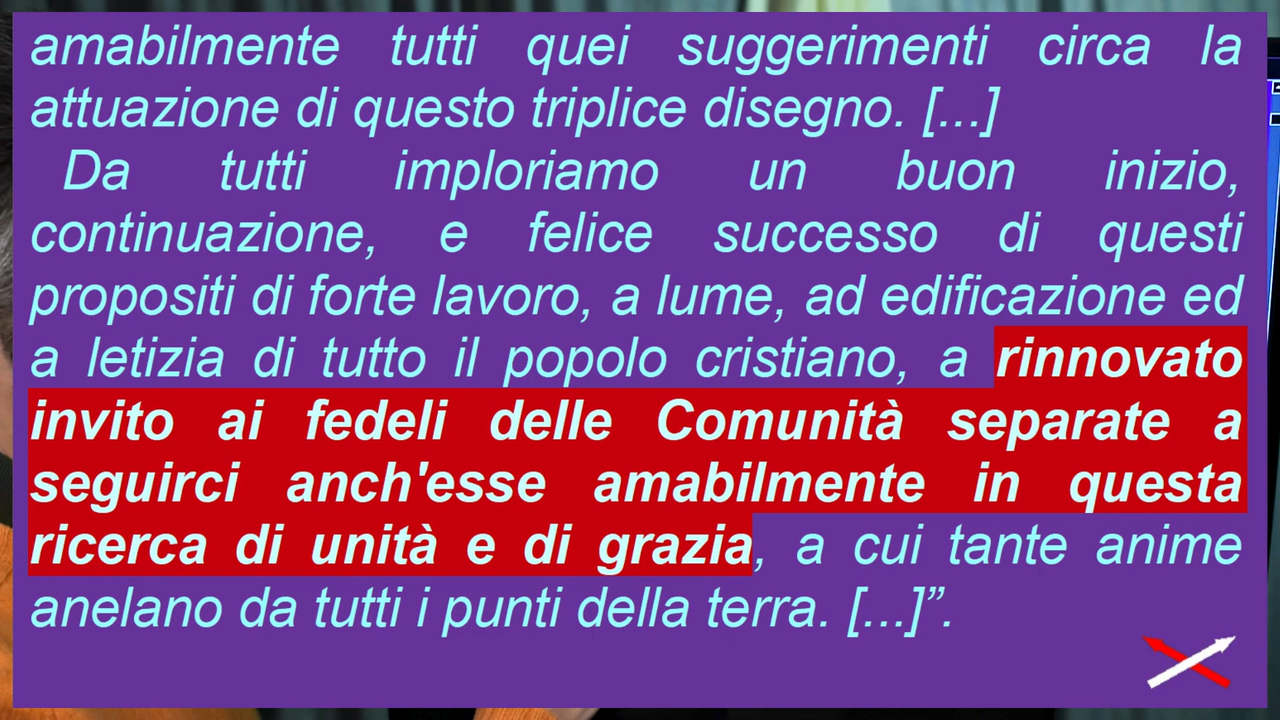 amabilmente tutti quei suggerimenti circa la
attuazione di questo triplice disegno. [...]
Da tutti imploriamo un buon inizio,
continuazione, e felice successo di questi
propositi di forte lavoro, a lume, ad edificazione ed
a letizia di tutto il popolo cristiano, a rinnovato
invito ai fedeli delle Comunità separate a
seguirci anch'esse amabilmente in questa
ricerca di unità e di grazia, a cui tante anime
anelano da tutti i punti della terra. [...]”.